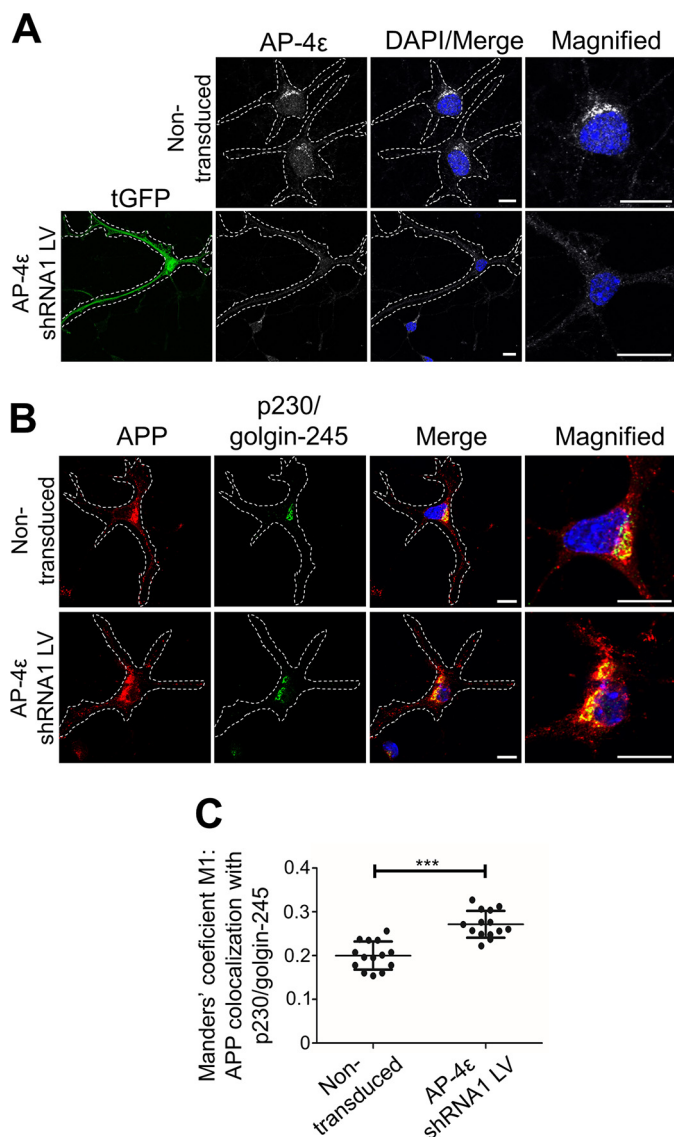 A
AP-4ε
DAPI/Merge
Magnified
Non-
transduced
tGFP
AP-4ε
shRNA1 LV
B
APP
p230/
golgin-245
Merge
Magnified
Non-
transduced
AP-4ε
shRNA1 LV
C
Manders' coeficient M1:
APP colocalization with
p230/golgin-245
0.4
0.3
0.2
0.1
0
***
Non-
transduced
AP-4ε
shRNA1 LV